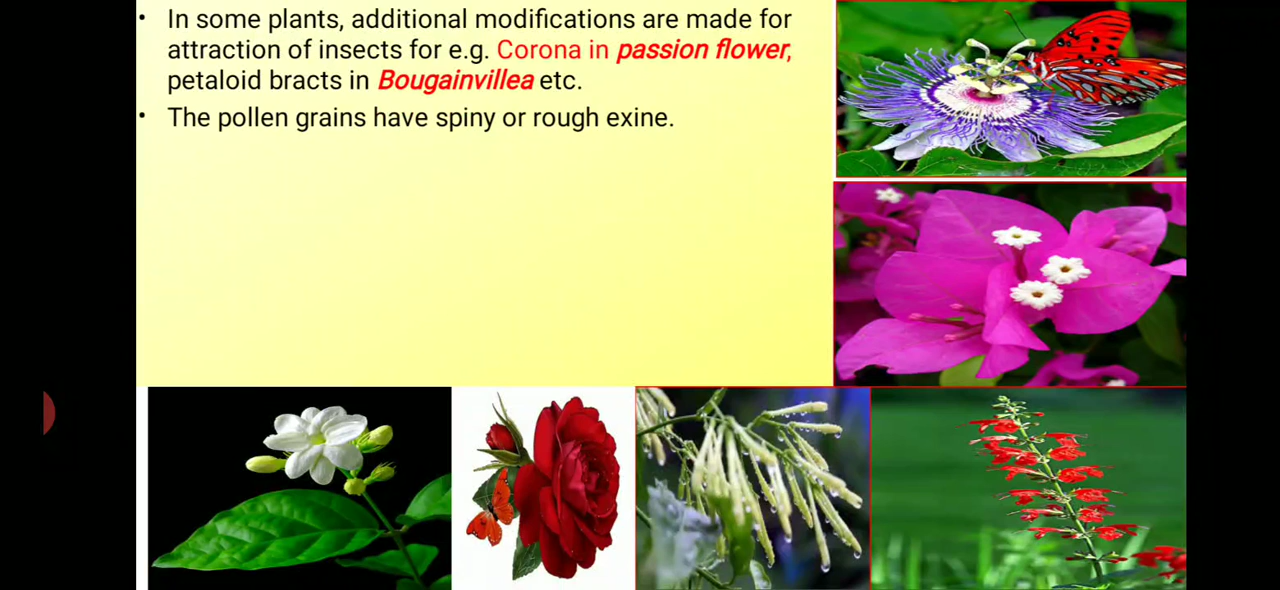 • In some plants, additional modifications are made for
attraction of insects for e.g. Corona in passion flower,
petaloid bracts in Bougainvillea etc.
• The pollen grains have spiny or rough exine.